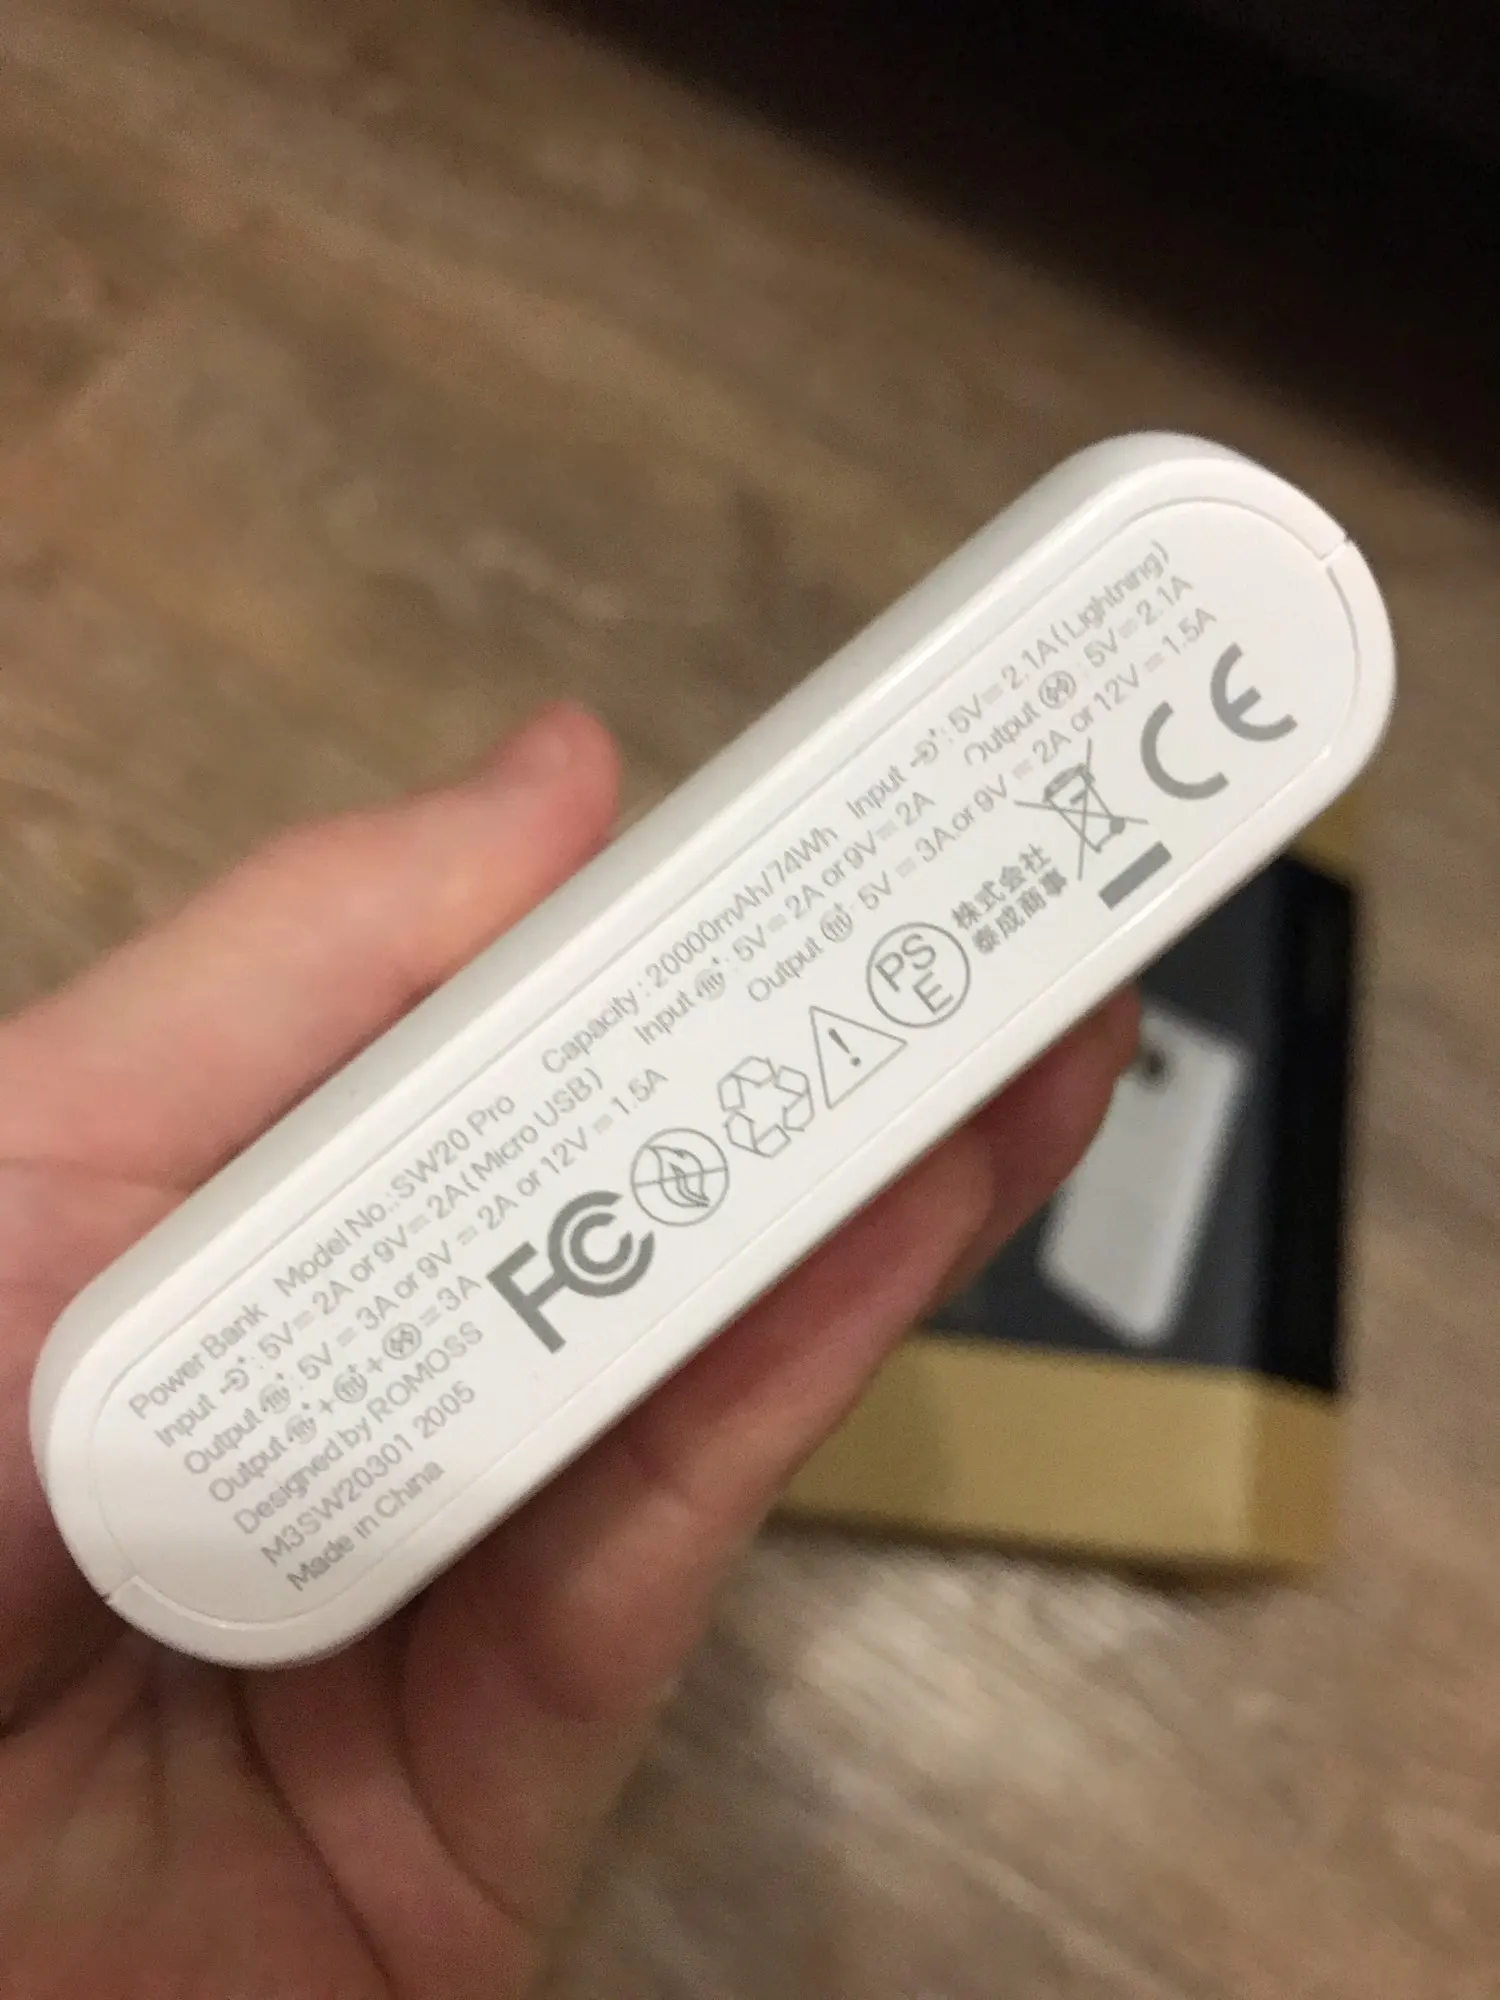 Power Bank Model No.:SW20 Pro Capacity:20000mAh/74Wh Input : 5V⎓2.1A(Lightning)
Input : 5V⎓2A or 9V⎓2A(Micro USB) Input : 5V⎓2A or 9V⎓2A Output : 5V⎓2.1A
Output : 5V⎓3A or 9V⎓2A or 12V⎓1.5A Output : 5V⎓3A or 9V⎓2A or 12V⎓1.5A
Output + + ⎓3A
Designed by ROMOSS
M3SW20301 2005
Made in China
FC
PS
E
株式会社
泰成商事
CE